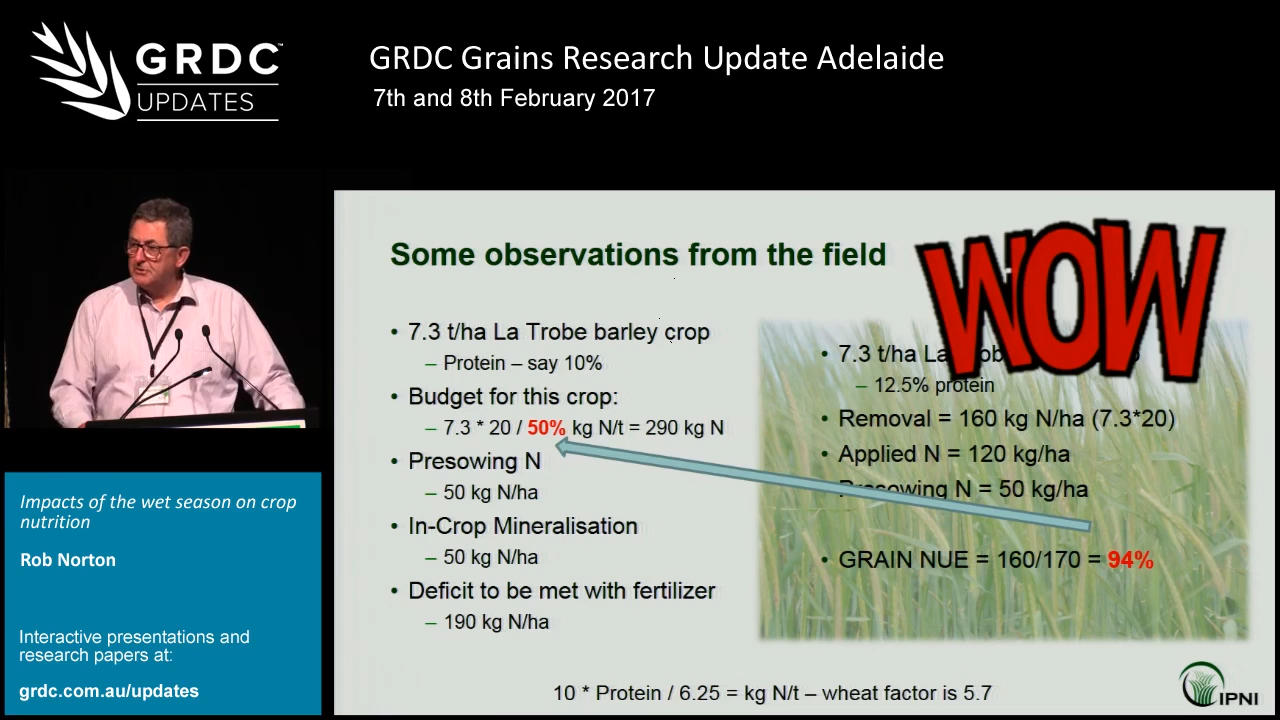 GRDC™
UPDATES
GRDC Grains Research Update Adelaide
7th and 8th February 2017
Some observations from the field
WOW
• 7.3 t/ha La Trobe barley crop
– Protein – say 10%
• Budget for this crop:
– 7.3 * 20 / 50% kg N/t = 290 kg N
• Presowing N
– 50 kg N/ha
• In-Crop Mineralisation
– 50 kg N/ha
• Deficit to be met with fertilizer
– 190 kg N/ha
• 7.3 t/ha La
– 12.5% protein
• Removal = 160 kg N/ha (7.3*20)
• Applied N = 120 kg/ha
• Presowing N = 50 kg/ha
• GRAIN NUE = 160/170 = 94%
10 * Protein / 6.25 = kg N/t – wheat factor is 5.7
IPNI
Impacts of the wet season on crop
nutrition
Rob Norton
Interactive presentations and
research papers at:
grdc.com.au/updates